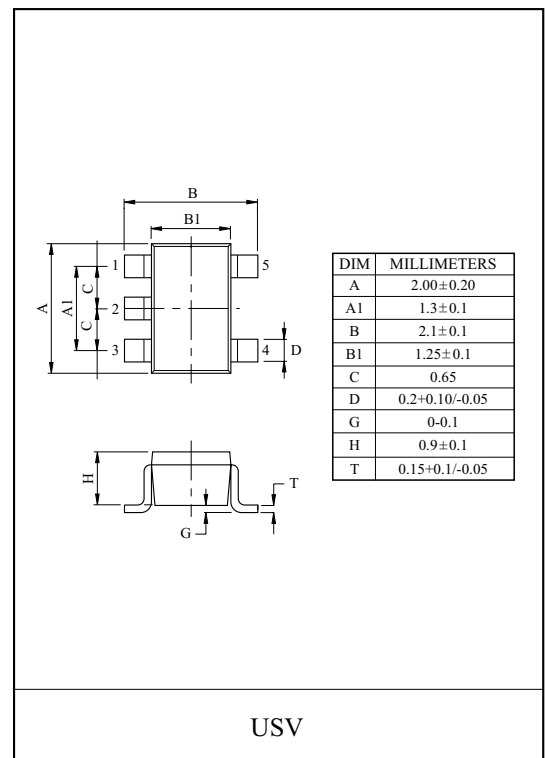 B
B1
1
5
A
A1
C
2
C
3
4
D
H
T
G
DIM MILLIMETERS
A 2.00±0.20
A1 1.3±0.1
B 2.1±0.1
B1 1.25±0.1
C 0.65
D 0.2+0.10/-0.05
G 0-0.1
H 0.9±0.1
T 0.15+0.1/-0.05
USV